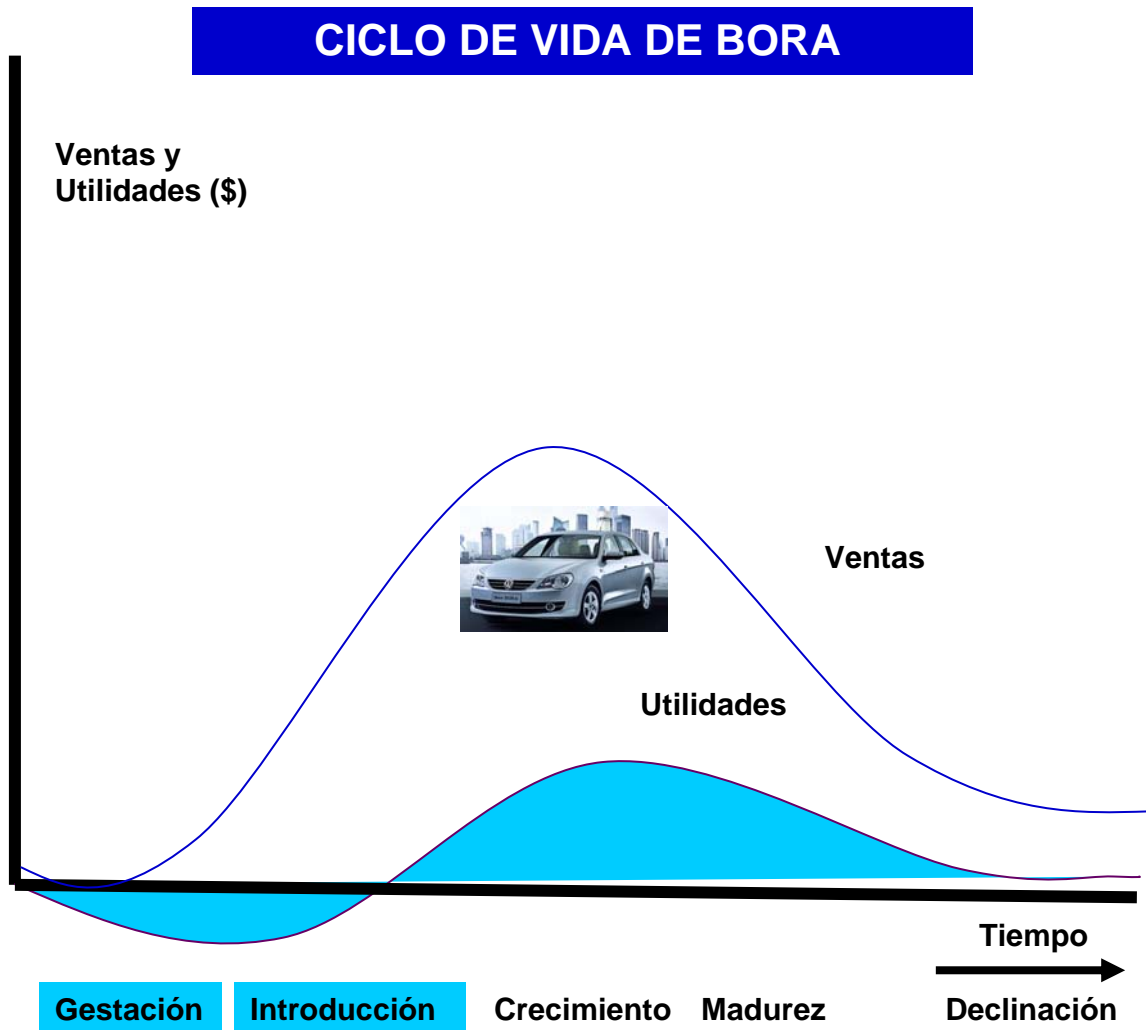 CICLO DE VIDA DE BORA
Ventas y
Utilidades ($)
Ventas
Utilidades
Tiempo
Gestación Introducción Crecimiento Madurez Declinación